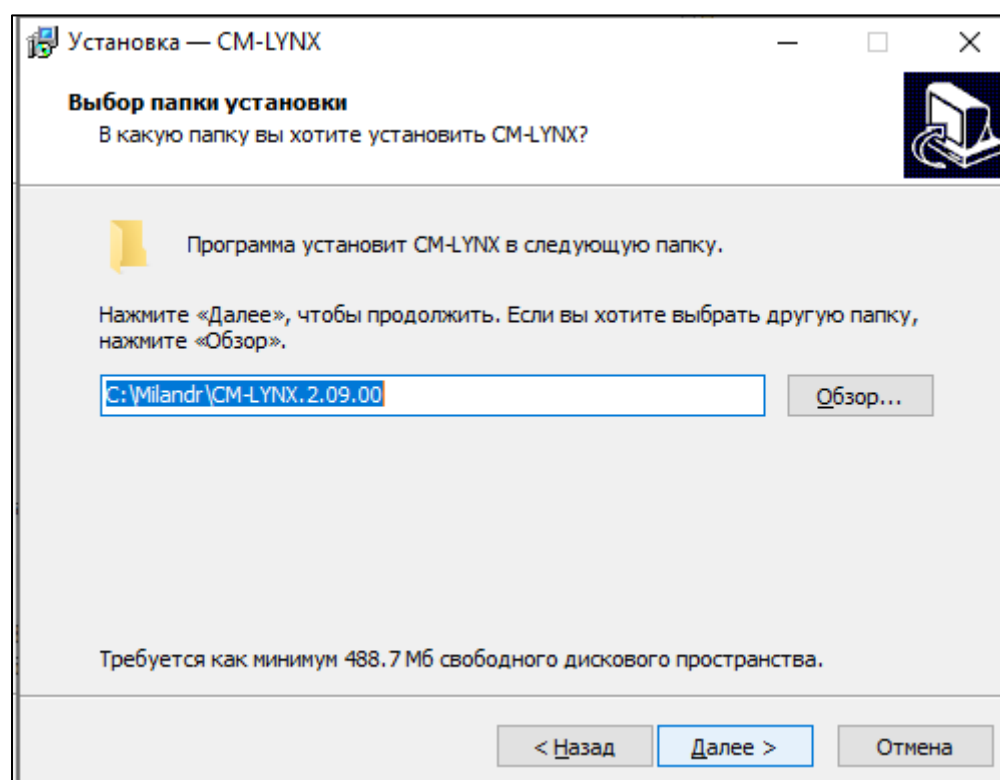 Установка — CM-LYNX
Выбор папки установки
В какую папку вы хотите установить CM-LYNX?
Программа установит CM-LYNX в следующую папку.
Нажмите «Далее», чтобы продолжить. Если вы хотите выбрать другую папку,
нажмите «Обзор».
C:\Milandr\CM-LYNX.2.09.00
Обзор...
Требуется как минимум 488.7 Мб свободного дискового пространства.
< Назад
Далее >
Отмена